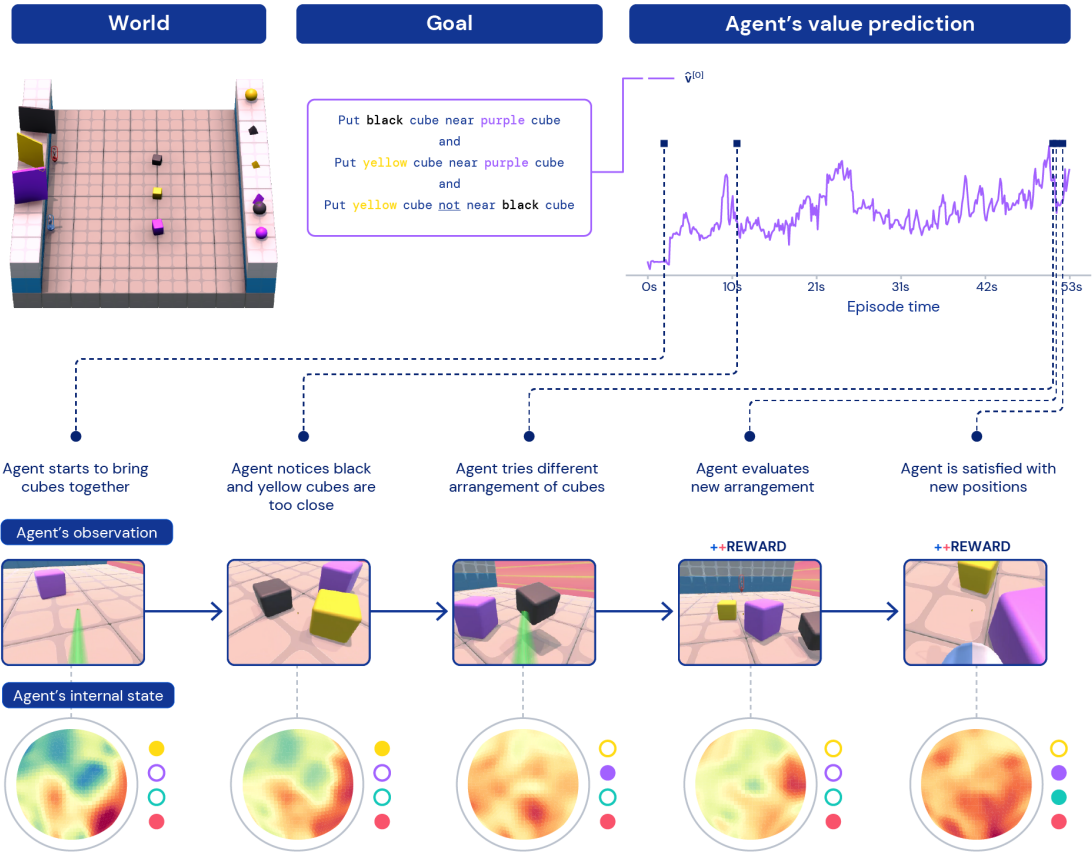 World
Goal
Agent's value prediction
v̂[0]
Put black cube near purple cube
and
Put yellow cube near purple cube
and
Put yellow cube not near black cube
0s
10s
21s
31s
42s
53s
Episode time
Agent starts to bring
cubes together
Agent notices black
and yellow cubes are
too close
Agent tries different
arrangement of cubes
Agent evaluates
new arrangement
Agent is satisfied with
new positions
Agent's observation
++REWARD
++REWARD
Agent's internal state